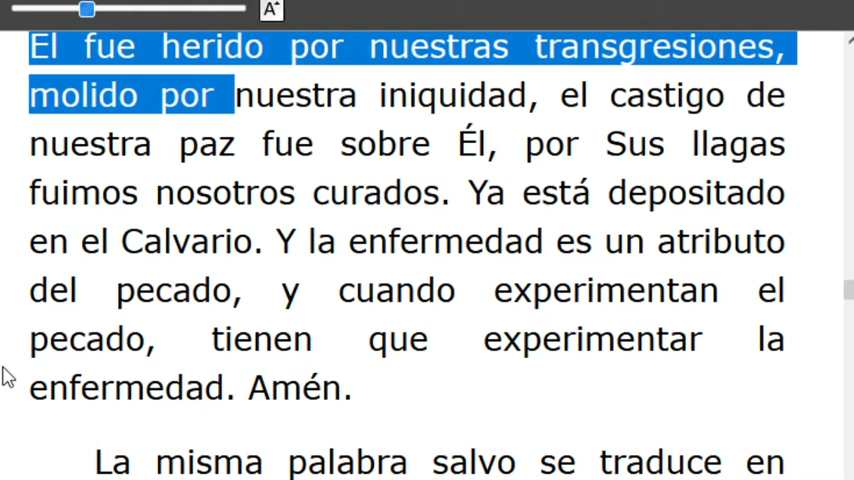 A
El fue herido por nuestras transgresiones,
molido por nuestra iniquidad, el castigo de
nuestra paz fue sobre Él, por Sus llagas
fuimos nosotros curados. Ya está depositado
en el Calvario. Y la enfermedad es un atributo
del pecado, y cuando experimentan el
pecado, tienen que experimentar la
enfermedad. Amén.
La misma palabra salvo se traduce en